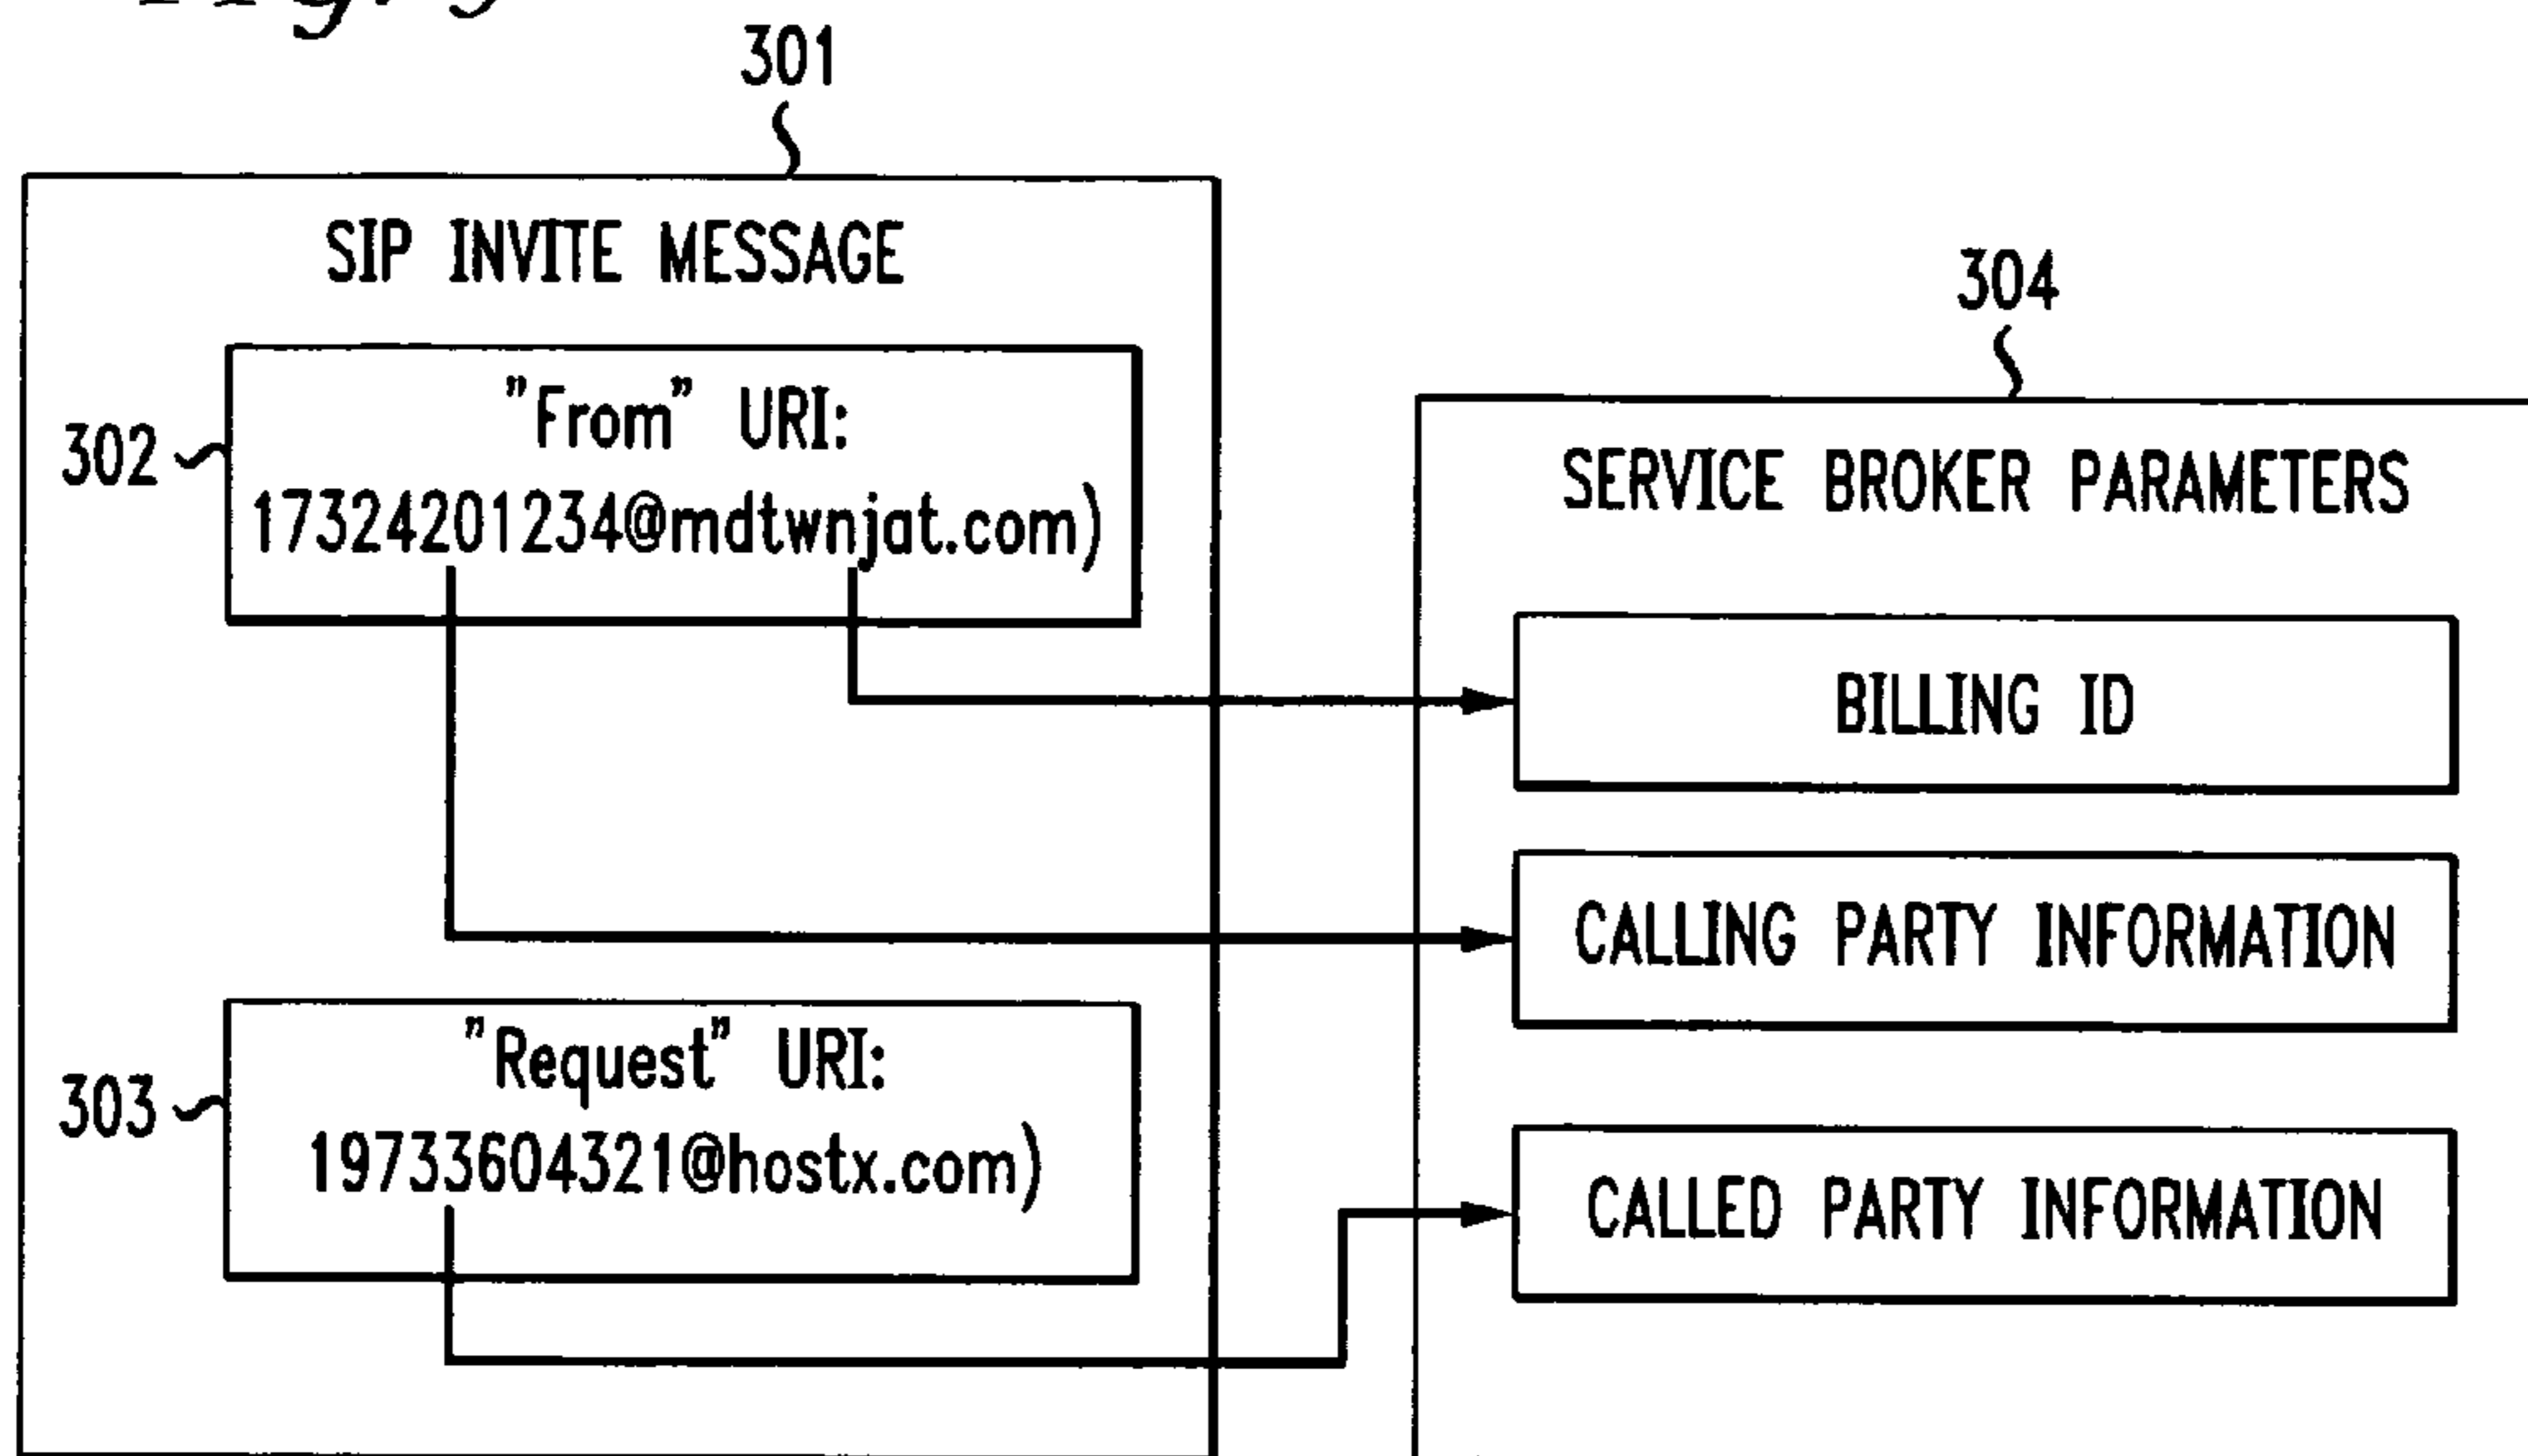 301
SIP INVITE MESSAGE
302
"From" URI:
17324201234@mdtwnjat.com)
303
"Request" URI:
19733604321@hostx.com)
304
SERVICE BROKER PARAMETERS
BILLING ID
CALLING PARTY INFORMATION
CALLED PARTY INFORMATION